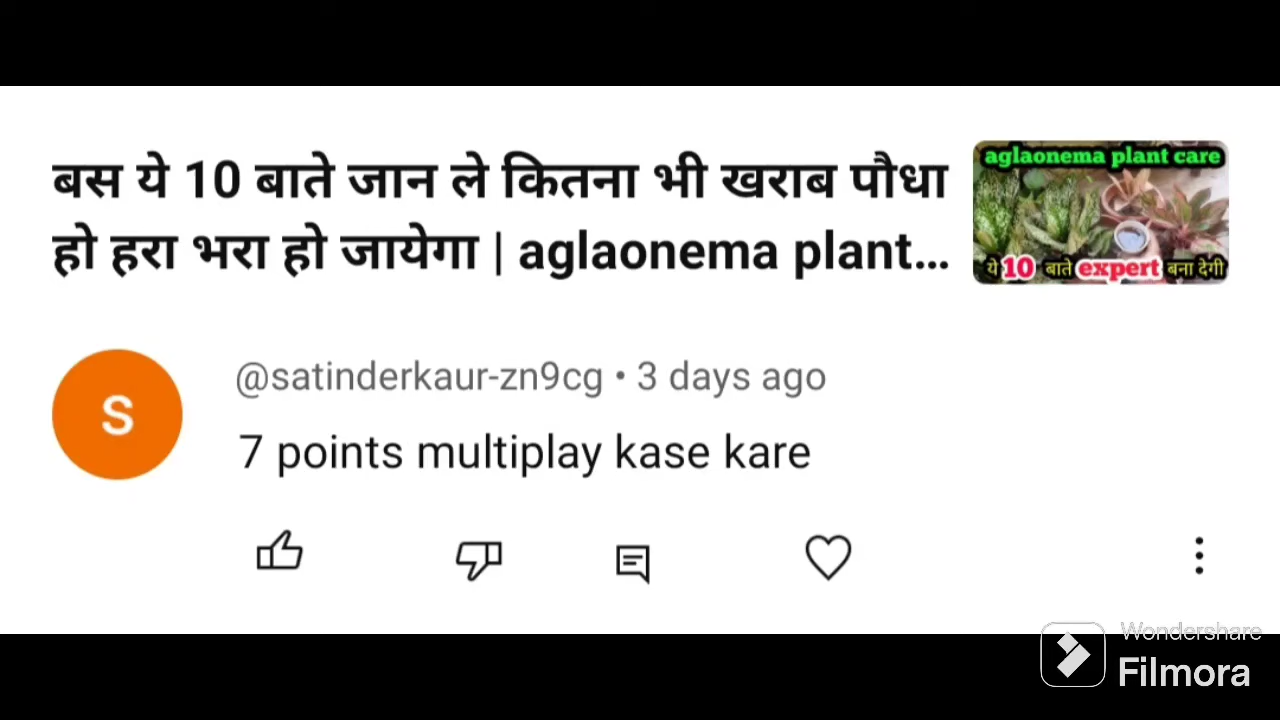 बस ये 10 बाते जान ले कितना भी खराब पौधा
हो हरा भरा हो जायेगा | aglaonema plant...
aglaonema plant care
ये 10 बाते expert बना देगी
S
@satinderkaur-zn9cg • 3 days ago
7 points multiplay kase kare
Wondershare
Filmora